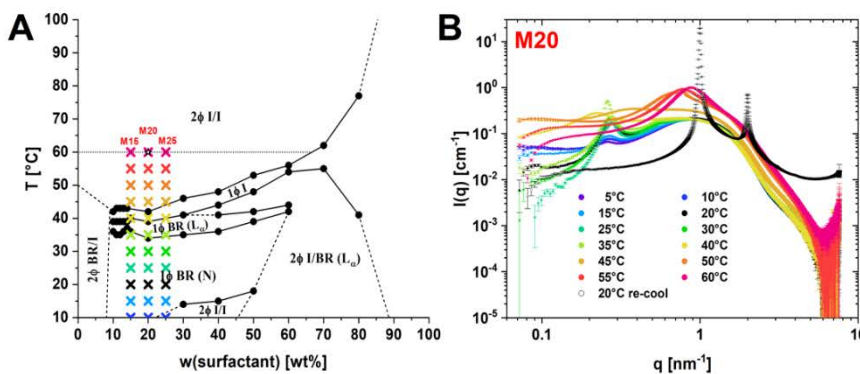 A
T [°C]
100
90
80
70
60
50
40
30
20
10
2ϕ I/I
M15
M20
M25
1ϕ I
1ϕ BR (Lα)
2ϕ BR/I
1ϕ BR (N)
2ϕ I/BR (Lα)
2ϕ I/I
0 10 20 30 40 50 60 70 80 90 100
w(surfactant) [wt%]
B
M20
I(q) [cm⁻¹]
10¹
10⁰
10⁻¹
10⁻²
10⁻³
10⁻⁴
10⁻⁵
5°C 10°C
15°C 20°C
25°C 30°C
35°C 40°C
45°C 50°C
55°C 60°C
20°C re-cool
0.1 1 10
q [nm⁻¹]